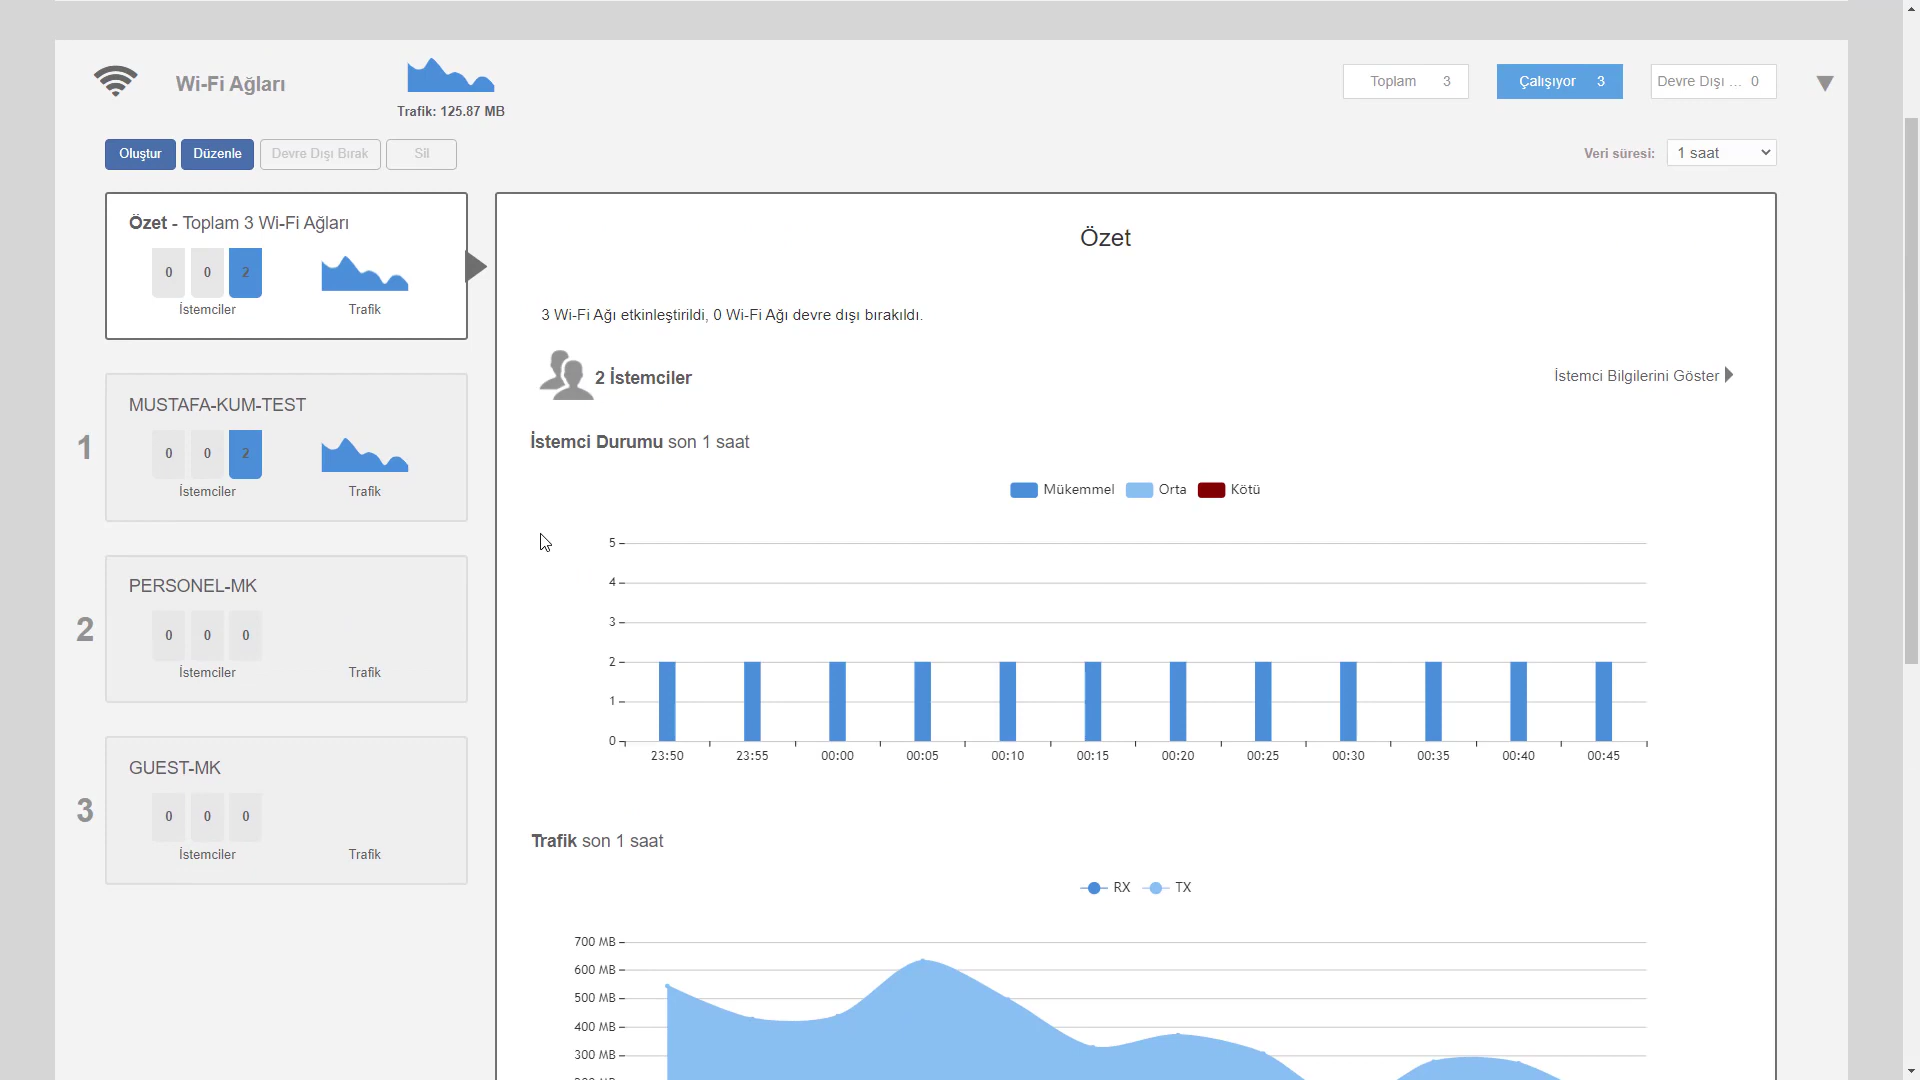 Wi-Fi Ağları
Trafik: 125.87 MB
Toplam 3
Çalışıyor 3
Devre Dışı ... 0
Oluştur
Düzenle
Devre Dışı Bırak
Sil
Veri süresi:
1 saat
Özet - Toplam 3 Wi-Fi Ağları
0 0 2
İstemciler
Trafik
1
MUSTAFA-KUM-TEST
0 0 2
İstemciler
Trafik
2
PERSONEL-MK
0 0 0
İstemciler
Trafik
3
GUEST-MK
0 0 0
İstemciler
Trafik
Özet
3 Wi-Fi Ağı etkinleştirildi, 0 Wi-Fi Ağı devre dışı bırakıldı.
2 İstemciler
İstemci Bilgilerini Göster
İstemci Durumu son 1 saat
Mükemmel Orta Kötü
5
4
3
2
1
0
23:50 23:55 00:00 00:05 00:10 00:15 00:20 00:25 00:30 00:35 00:40 00:45
Trafik son 1 saat
RX TX
700 MB
600 MB
500 MB
400 MB
300 MB